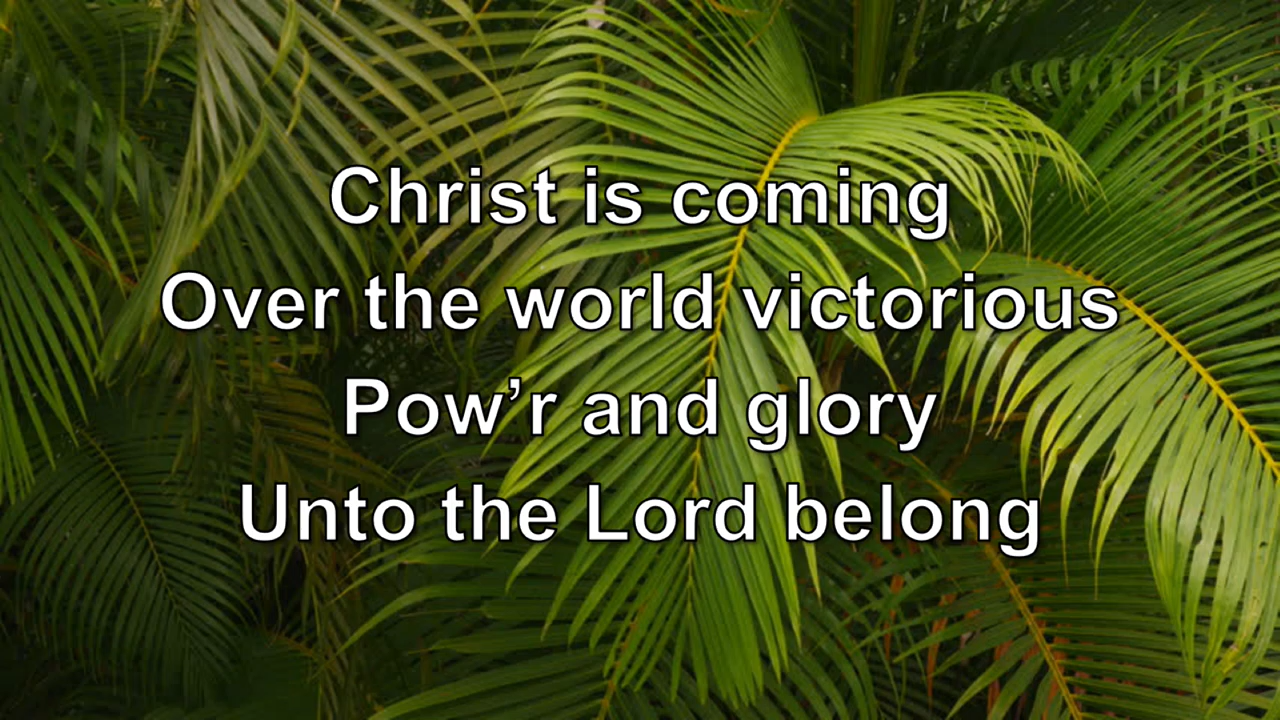 Christ is coming
Over the world victorious
Pow’r and glory
Unto the Lord belong